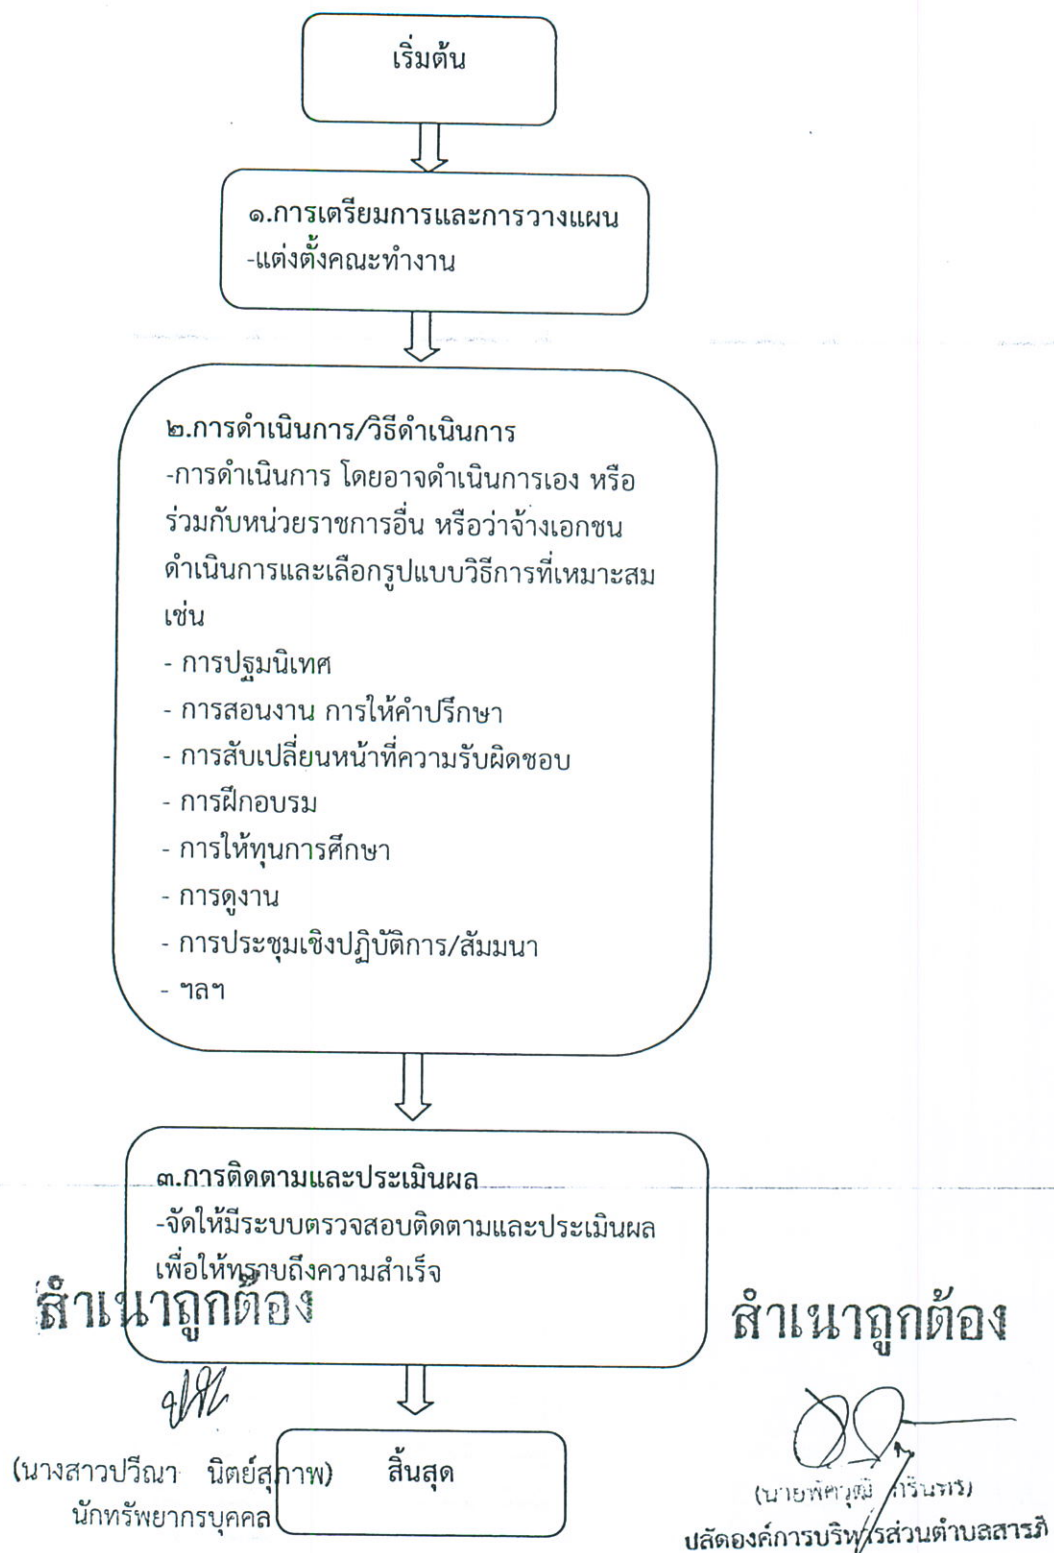 เริ่มต้น
๑.การเตรียมการและการวางแผน
-แต่งตั้งคณะทำงาน
๒.การดำเนินการ/วิธีดำเนินการ
-การดำเนินการ โดยอาจดำเนินการเอง หรือ
ร่วมกับหน่วยราชการอื่น หรือว่าจ้างเอกชน
ดำเนินการและเลือกรูปแบบวิธีการที่เหมาะสม
เช่น
- การปฐมนิเทศ
- การสอนงาน การให้คำปรึกษา
- การสับเปลี่ยนหน้าที่ความรับผิดชอบ
- การฝึกอบรม
- การให้ทุนการศึกษา
- การดูงาน
- การประชุมเชิงปฏิบัติการ/สัมมนา
- ฯลฯ
๓.การติดตามและประเมินผล
-จัดให้มีระบบตรวจสอบติดตามและประเมินผล
เพื่อให้ทราบถึงความสำเร็จ
สำเนาถูกต้อง
สำเนาถูกต้อง
สิ้นสุด
(นางสาวปวีณา นิตย์สุภาพ)
นักทรัพยากรบุคคล
ปลัดองค์การบริหารส่วนตำบลสารภี